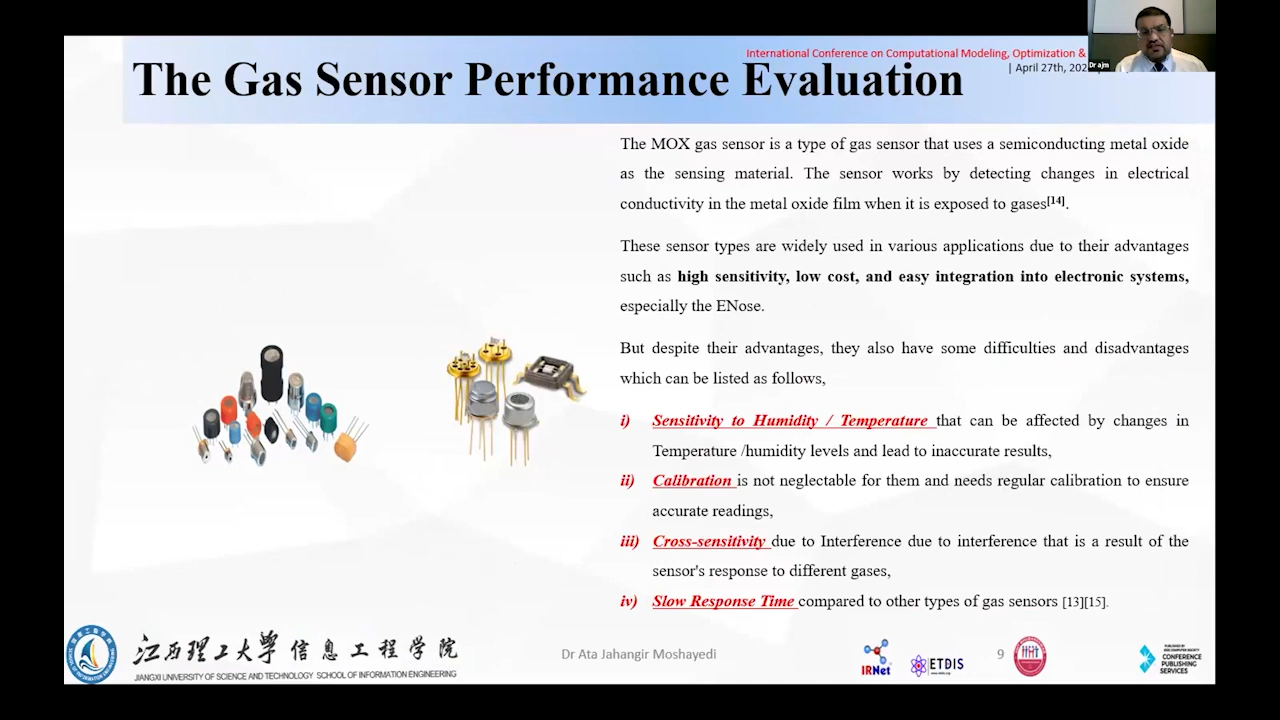 International Conference on Computational Modeling, Optimization &
| April 27th, 202
Dr ajm
The Gas Sensor Performance Evaluation
The MOX gas sensor is a type of gas sensor that uses a semiconducting metal oxide
as the sensing material. The sensor works by detecting changes in electrical
conductivity in the metal oxide film when it is exposed to gases[14].
These sensor types are widely used in various applications due to their advantages
such as high sensitivity, low cost, and easy integration into electronic systems,
especially the ENose.
But despite their advantages, they also have some difficulties and disadvantages
which can be listed as follows,
i) Sensitivity to Humidity / Temperature that can be affected by changes in
Temperature /humidity levels and lead to inaccurate results,
ii) Calibration is not neglectable for them and needs regular calibration to ensure
accurate readings,
iii) Cross-sensitivity due to Interference due to interference that is a result of the
sensor's response to different gases,
iv) Slow Response Time compared to other types of gas sensors [13][15].
江西理工大学 信息工程学院
JIANGXI UNIVERSITY OF SCIENCE AND TECHNOLOGY SCHOOL OF INFORMATION ENGINEERING
Dr Ata Jahangir Moshayedi
IRNet
ETDIS
9
CONFERENCE
PUBLISHING
SERVICES